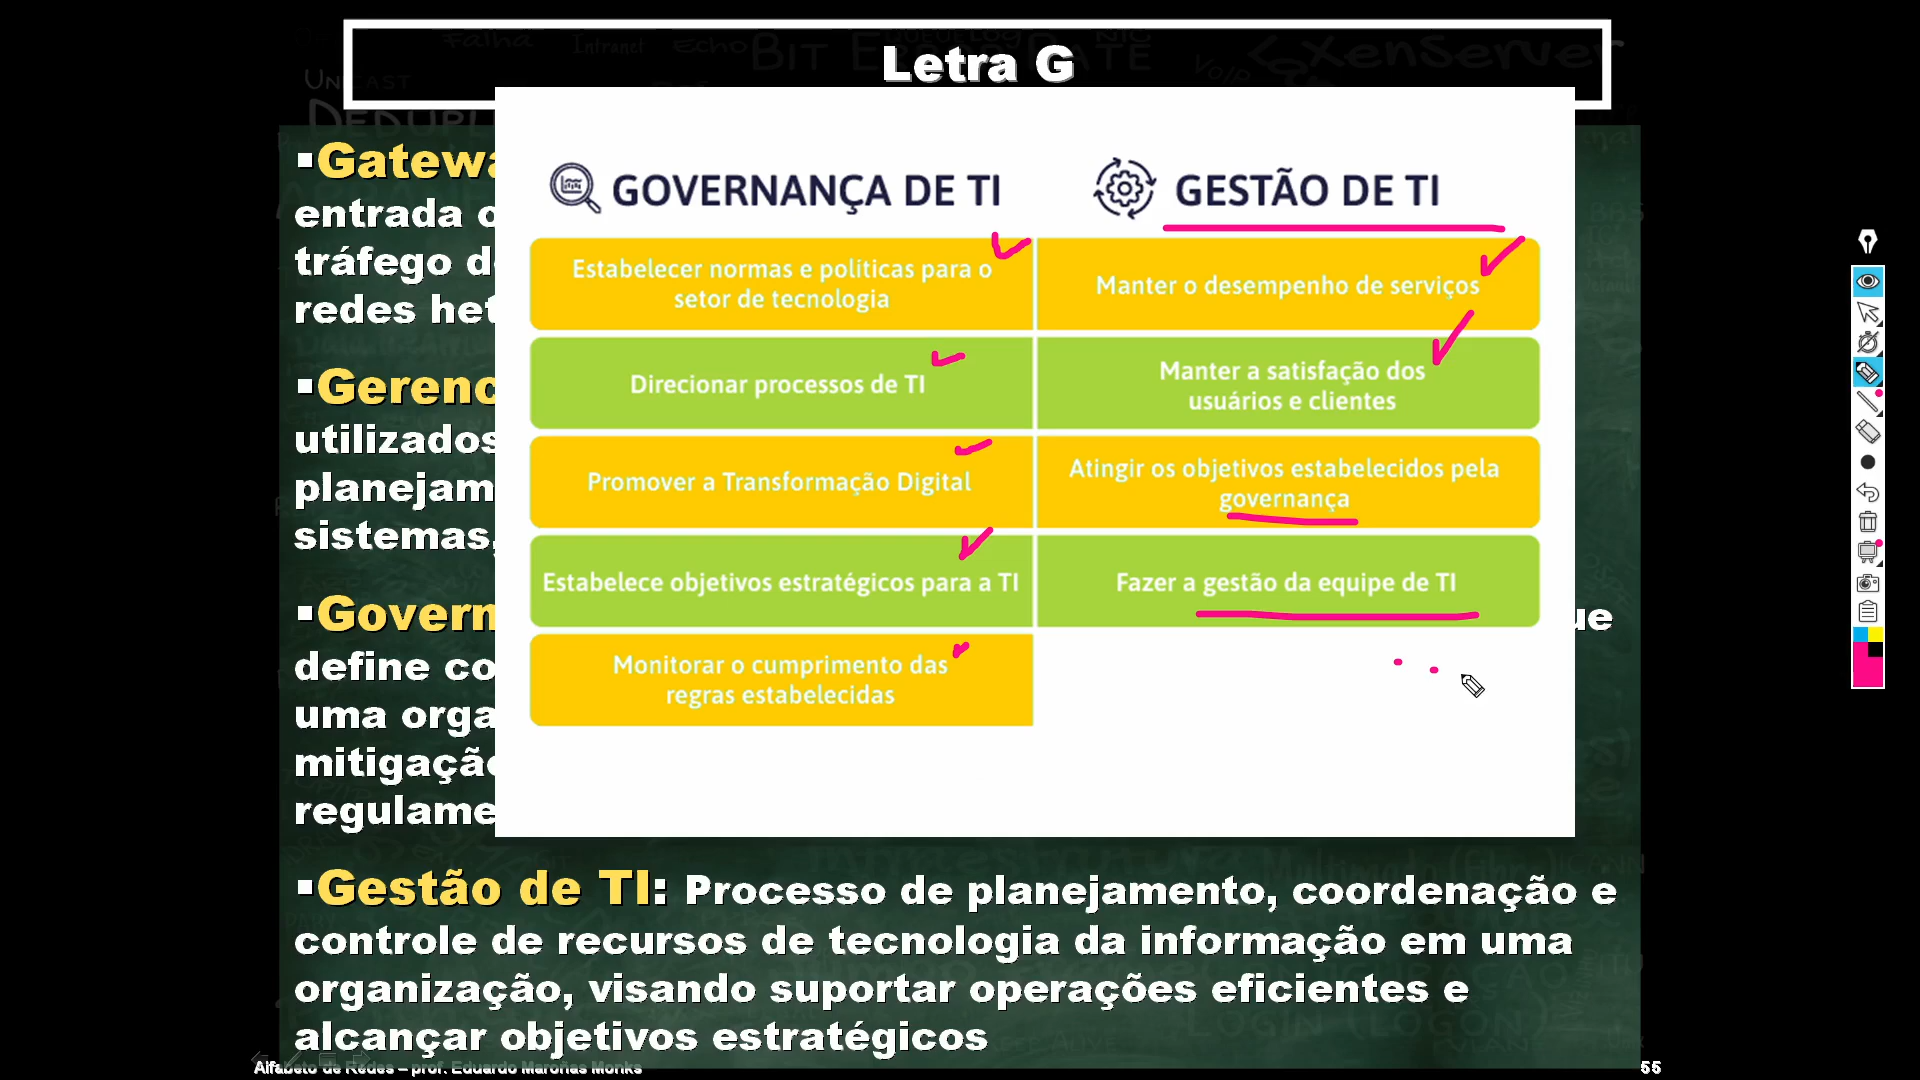 Letra G
▪Gatewa
entrada o
tráfego d
redes het
▪Gerenc
utilizados
planejam
sistemas,
▪Govern
ue
define co
uma orga
mitigaçã
regulame
GOVERNANÇA DE TI
GESTÃO DE TI
Estabelecer normas e políticas para o
setor de tecnologia
Manter o desempenho de serviços
Direcionar processos de TI
Manter a satisfação dos
usuários e clientes
Promover a Transformação Digital
Atingir os objetivos estabelecidos pela
governança
Estabelece objetivos estratégicos para a TI
Fazer a gestão da equipe de TI
Monitorar o cumprimento das
regras estabelecidas
▪Gestão de TI: Processo de planejamento, coordenação e
controle de recursos de tecnologia da informação em uma
organização, visando suportar operações eficientes e
alcançar objetivos estratégicos
Alfabeto de Redes – prof. Eduardo Maroñas Monks
55